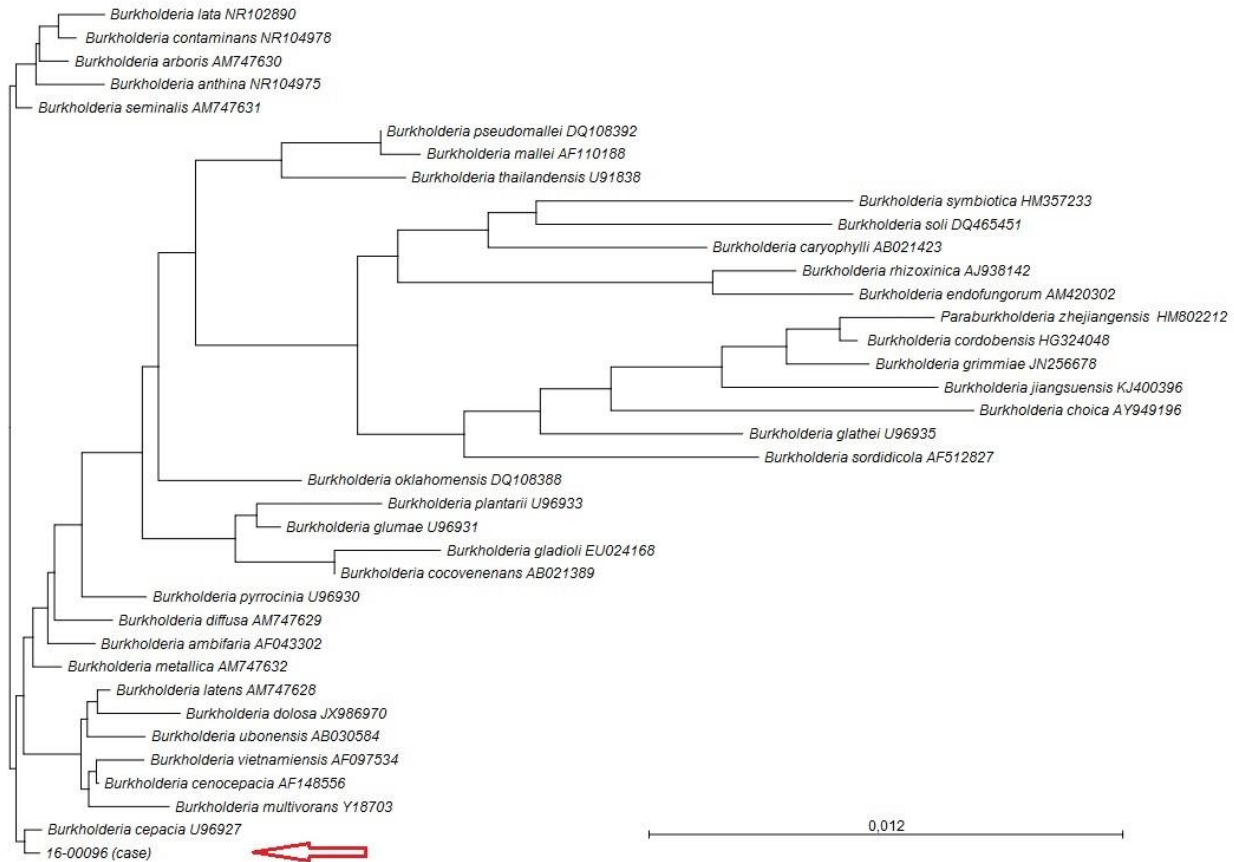 Burkholderia lata NR102890
Burkholderia contaminans NR104978
Burkholderia arboris AM747630
Burkholderia anthina NR104975
Burkholderia seminalis AM747631
Burkholderia pseudomallei DQ108392
Burkholderia mallei AF110188
Burkholderia thailandensis U91838
Burkholderia symbiotica HM357233
Burkholderia soli DQ465451
Burkholderia caryophylli AB021423
Burkholderia rhizoxinica AJ938142
Burkholderia endofungorum AM420302
Paraburkholderia zhejiangensis HM802212
Burkholderia cordobensis HG324048
Burkholderia grimmiae JN256678
Burkholderia jiangsuensis KJ400396
Burkholderia choica AY949196
Burkholderia glathei U96935
Burkholderia sordidicola AF512827
Burkholderia oklahomensis DQ108388
Burkholderia plantarii U96933
Burkholderia glumae U96931
Burkholderia gladioli EU024168
Burkholderia cocovenenans AB021389
Burkholderia pyrrocinia U96930
Burkholderia diffusa AM747629
Burkholderia ambifaria AF043302
Burkholderia metallica AM747632
Burkholderia latens AM747628
Burkholderia dolosa JX986970
Burkholderia ubonensis AB030584
Burkholderia vietnamiensis AF097534
Burkholderia cenocepacia AF148556
Burkholderia multivorans Y18703
Burkholderia cepacia U96927
16-00096 (case)
0,012